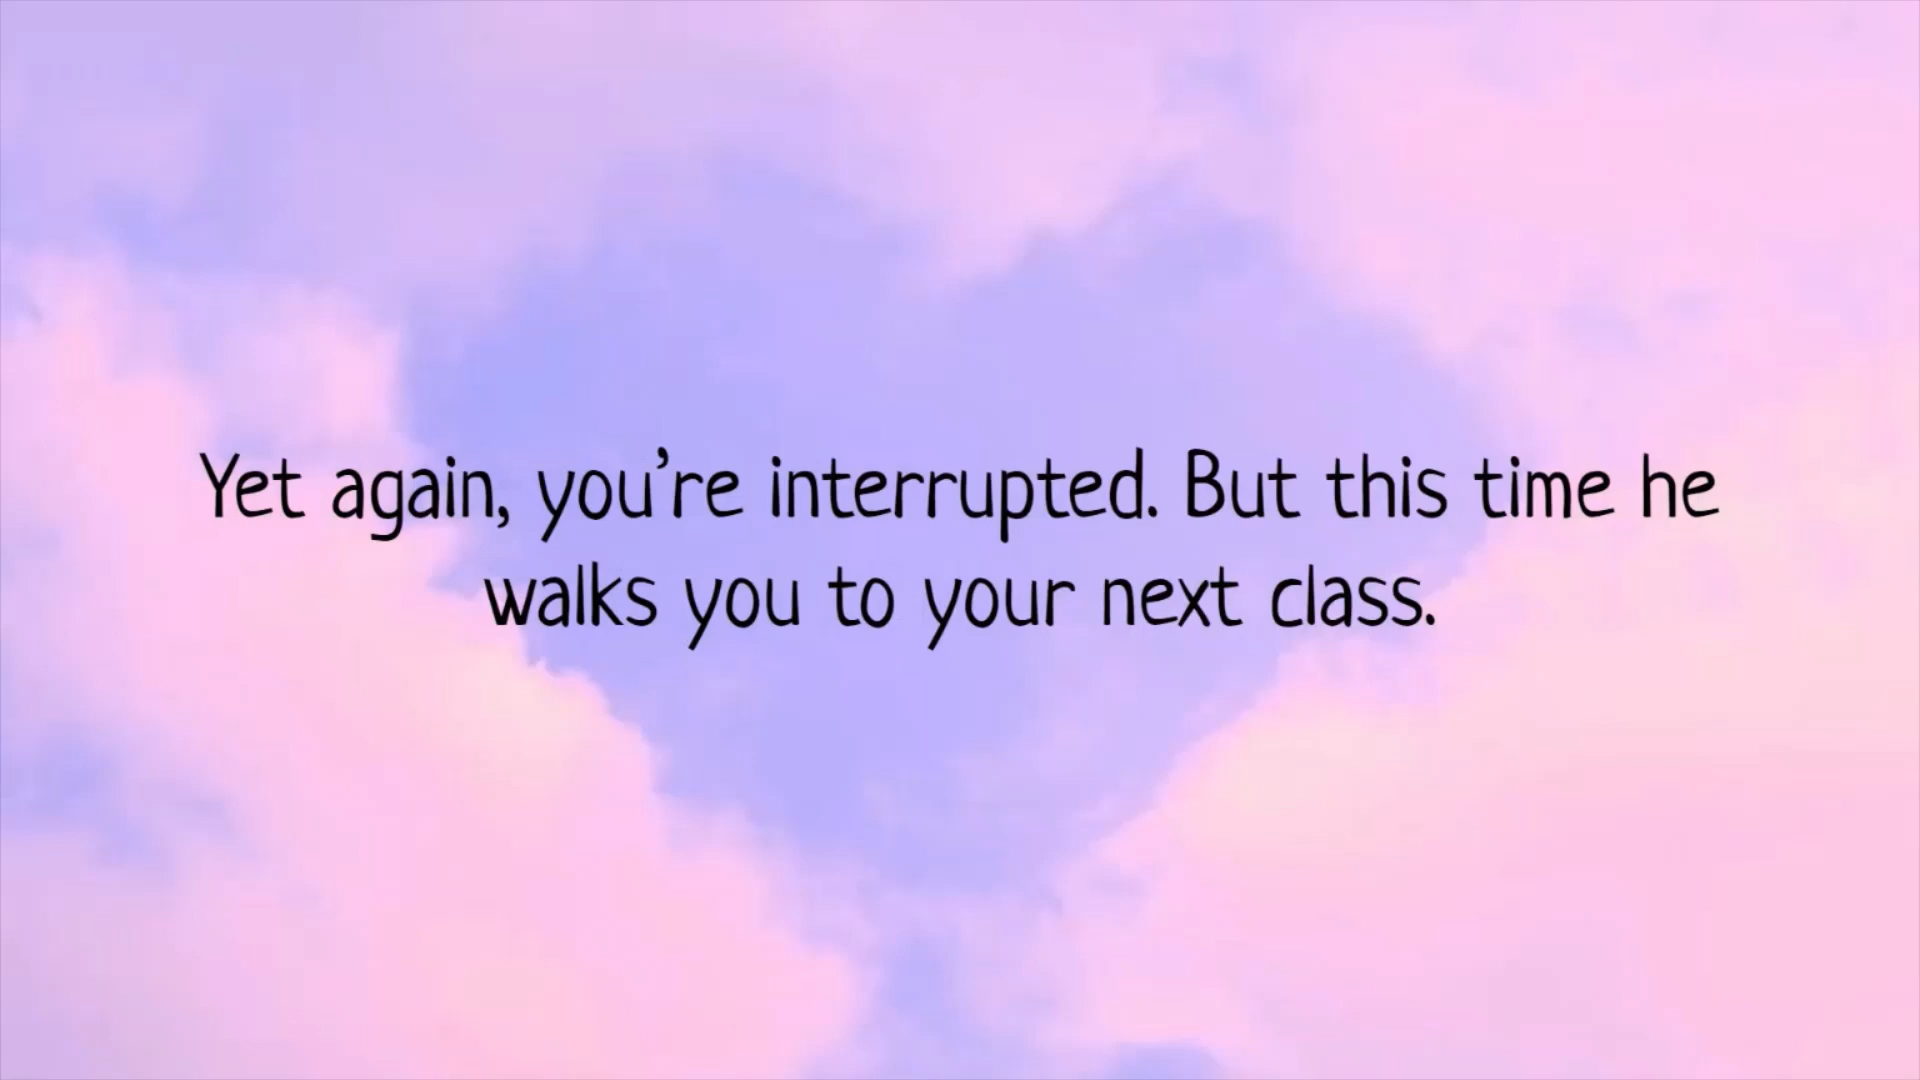 Yet again, you’re interrupted. But this time he
walks you to your next class.